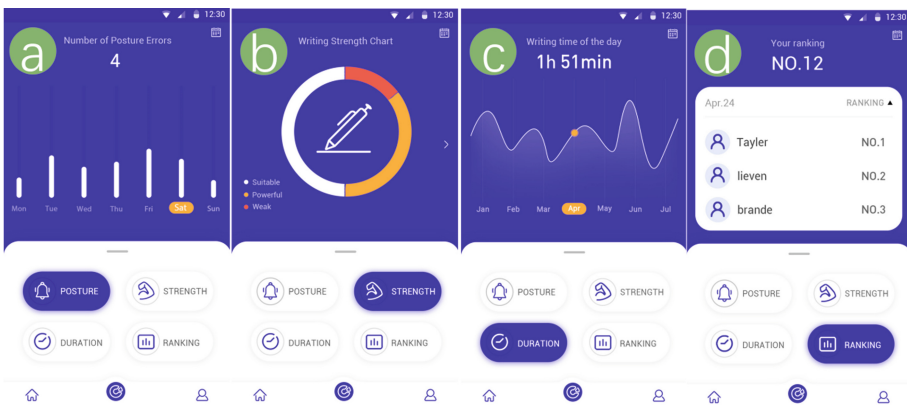 a
12:30
Number of Posture Errors
4
Mon Tue Wed Thu Fri Sat Sun
POSTURE
STRENGTH
DURATION
RANKING
b
12:30
Writing Strength Chart
Suitable
Powerful
Weak
POSTURE
STRENGTH
DURATION
RANKING
c
12:30
Writing time of the day
1h 51min
Jan Feb Mar Apr May Jun Jul
POSTURE
STRENGTH
DURATION
RANKING
d
12:30
Your ranking
NO.12
Apr.24 RANKING ▲
Tayler NO.1
lieven NO.2
brande NO.3
POSTURE
STRENGTH
DURATION
RANKING